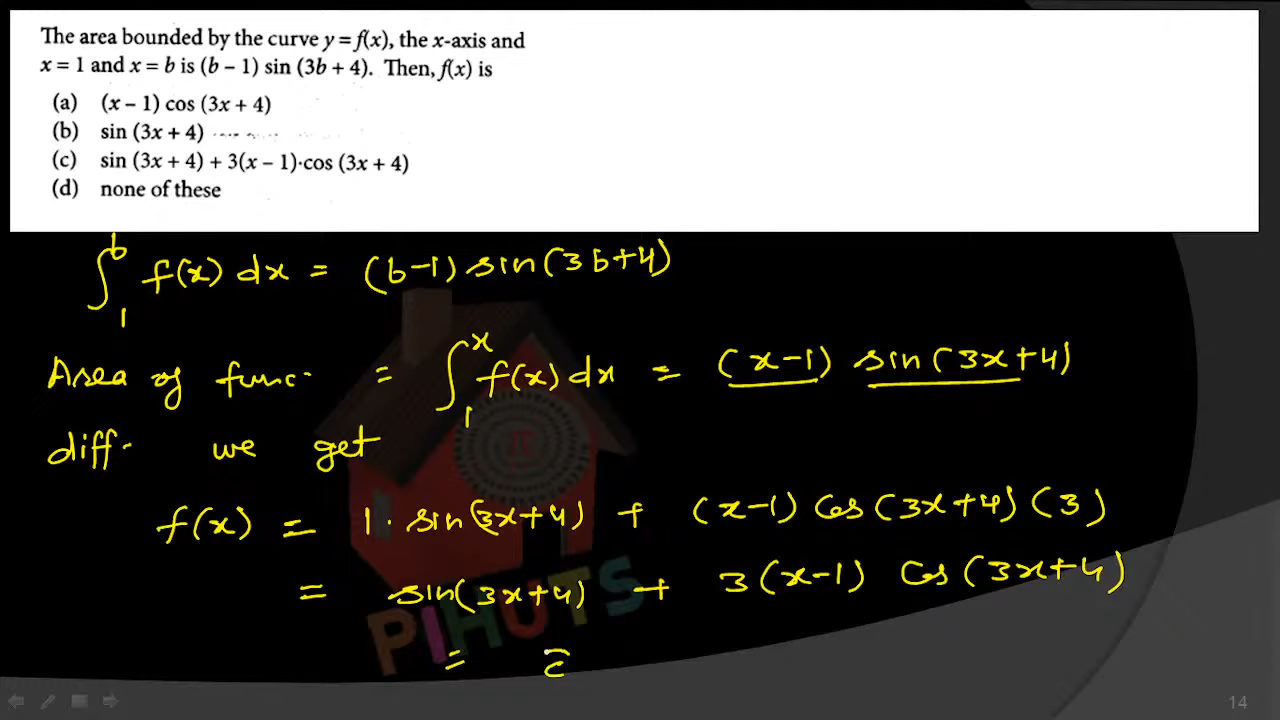 The area bounded by the curve y = f(x), the x-axis and
x = 1 and x = b is (b – 1) sin (3b + 4). Then, f(x) is
(a) (x – 1) cos (3x + 4)
(b) sin (3x + 4)
(c) sin (3x + 4) + 3(x – 1)·cos (3x + 4)
(d) none of these
∫₁ᵇ f(x) dx = (b-1) sin(3b+4)
Area of func. = ∫₁ˣ f(x) dx = (x-1) sin(3x+4)
diff. we get
f(x) = 1. sin(3x+4) + (x-1) cos(3x+4) (3)
= sin(3x+4) + 3(x-1) cos(3x+4)
PIHUTS
=
14